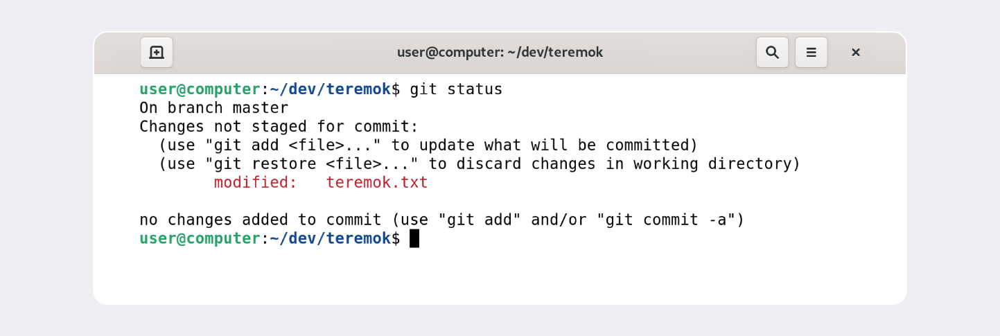 user@computer: ~/dev/teremok
user@computer:~/dev/teremok$ git status
On branch master
Changes not staged for commit:
  (use "git add <file>..." to update what will be committed)
  (use "git restore <file>..." to discard changes in working directory)
        modified:   teremok.txt

no changes added to commit (use "git add" and/or "git commit -a")
user@computer:~/dev/teremok$